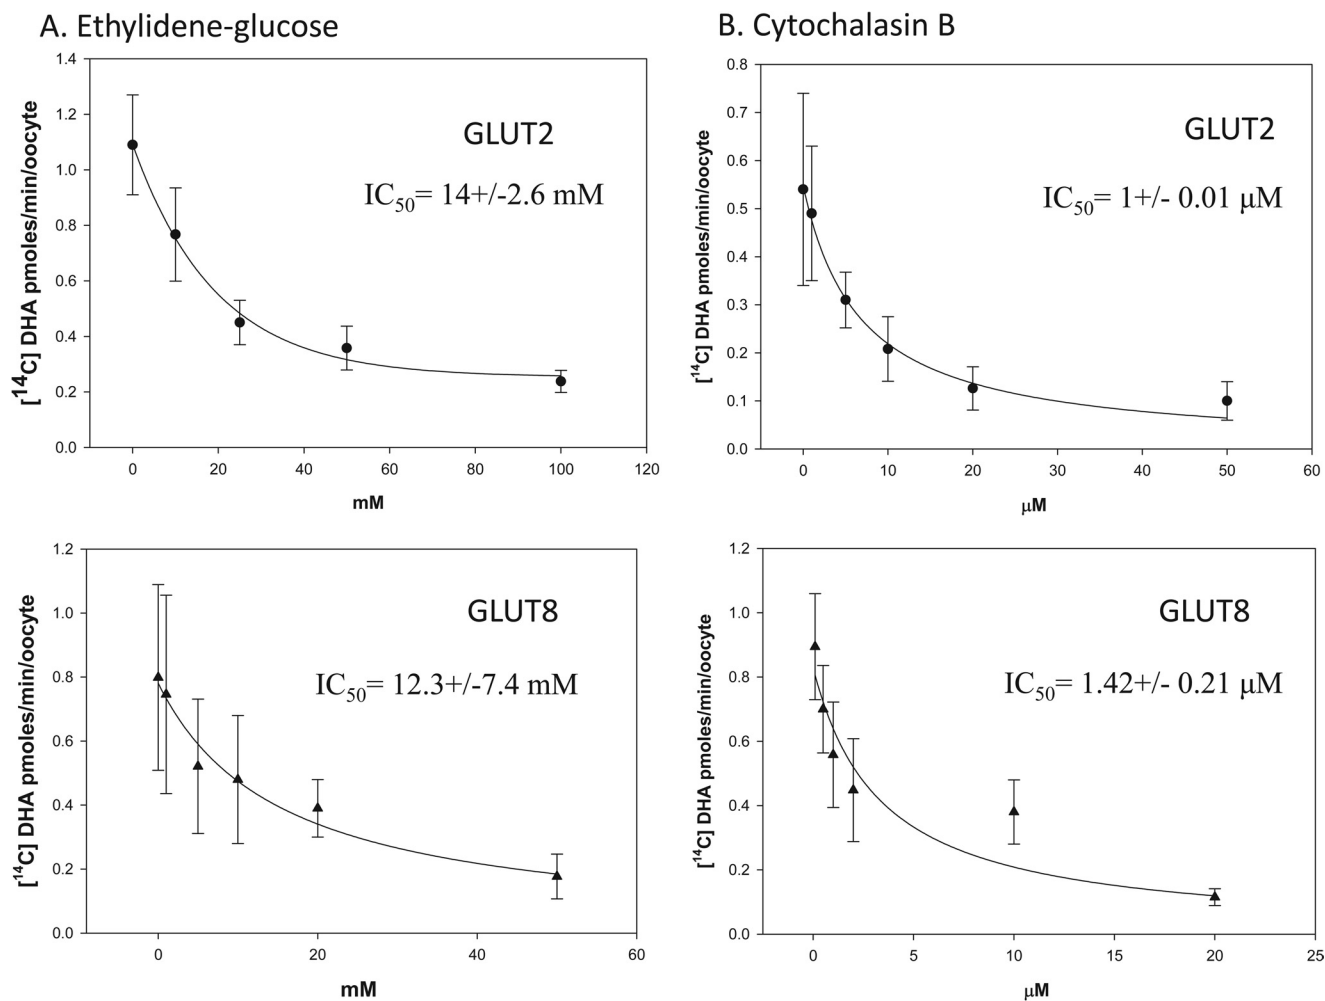 A. Ethylidene-glucose
[14C] DHA pmoles/min/oocyte
1.4
1.2
1.0
0.8
0.6
0.4
0.2
0.0
GLUT2
IC50= 14+/-2.6 mM
0 20 40 60 80 100 120
mM
B. Cytochalasin B
[14C] DHA pmoles/min/oocyte
0.8
0.7
0.6
0.5
0.4
0.3
0.2
0.1
0.0
GLUT2
IC50= 1+/- 0.01 μM
0 10 20 30 40 50 60
μM
[14C] DHA pmoles/min/oocyte
1.2
1.0
0.8
0.6
0.4
0.2
0.0
GLUT8
IC50= 12.3+/-7.4 mM
0 20 40 60
mM
[14C] DHA pmoles/min/oocyte
1.2
1.0
0.8
0.6
0.4
0.2
0.0
GLUT8
IC50= 1.42+/- 0.21 μM
0 5 10 15 20 25
μM